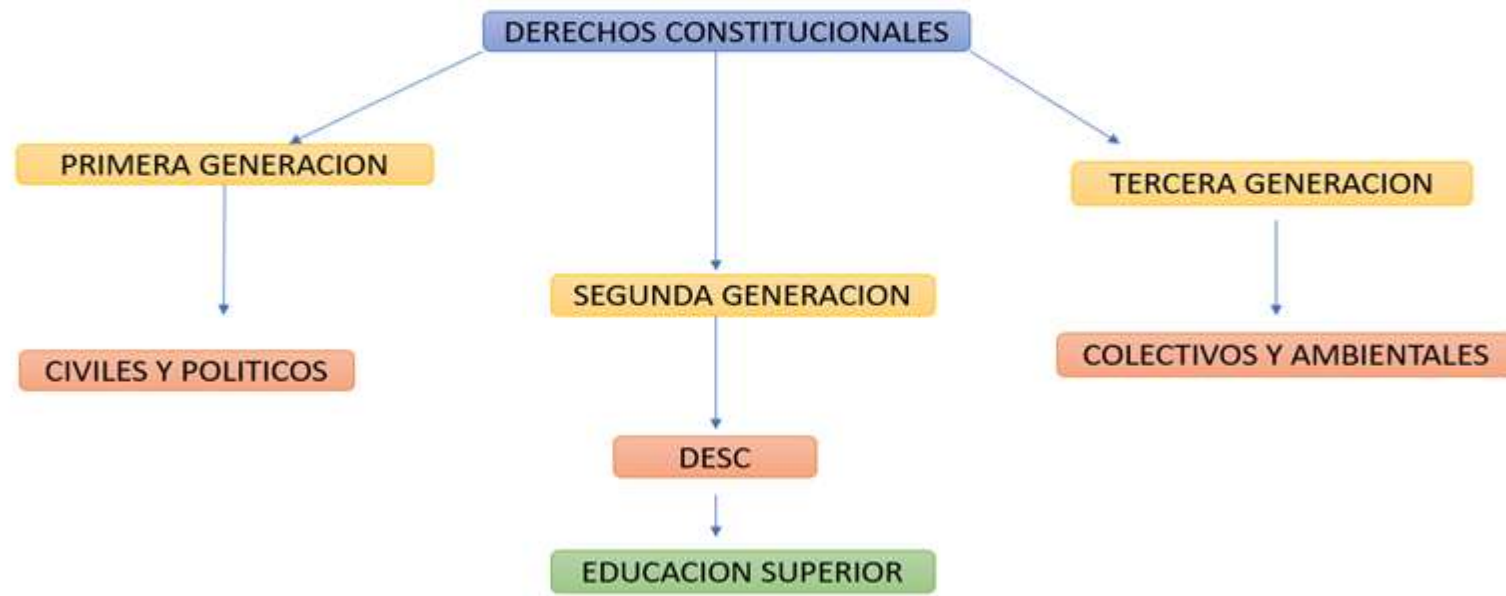 DERECHOS CONSTITUCIONALES
PRIMERA GENERACION
TERCERA GENERACION
SEGUNDA GENERACION
CIVILES Y POLITICOS
COLECTIVOS Y AMBIENTALES
DESC
EDUCACION SUPERIOR